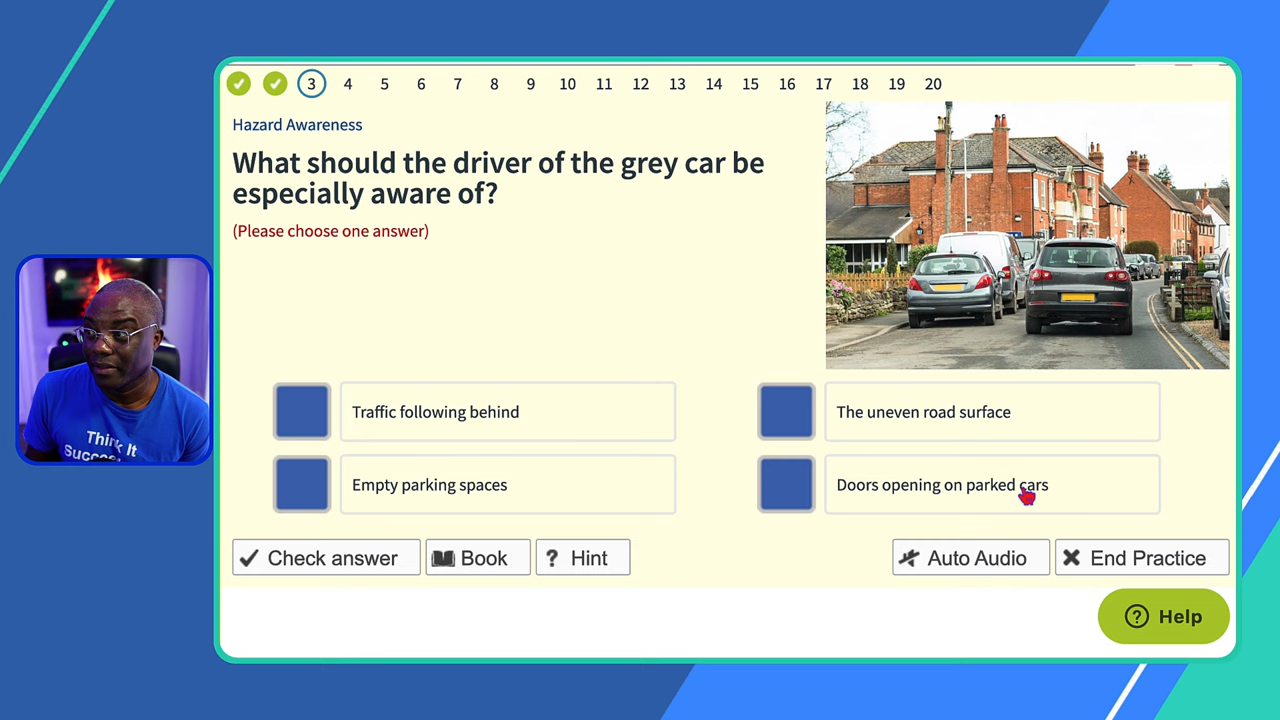 3 4 5 6 7 8 9 10 11 12 13 14 15 16 17 18 19 20
Hazard Awareness
What should the driver of the grey car be
especially aware of?
(Please choose one answer)
Traffic following behind
The uneven road surface
Empty parking spaces
Doors opening on parked cars
Think It
Check answer
Book
? Hint
Auto Audio
End Practice
? Help